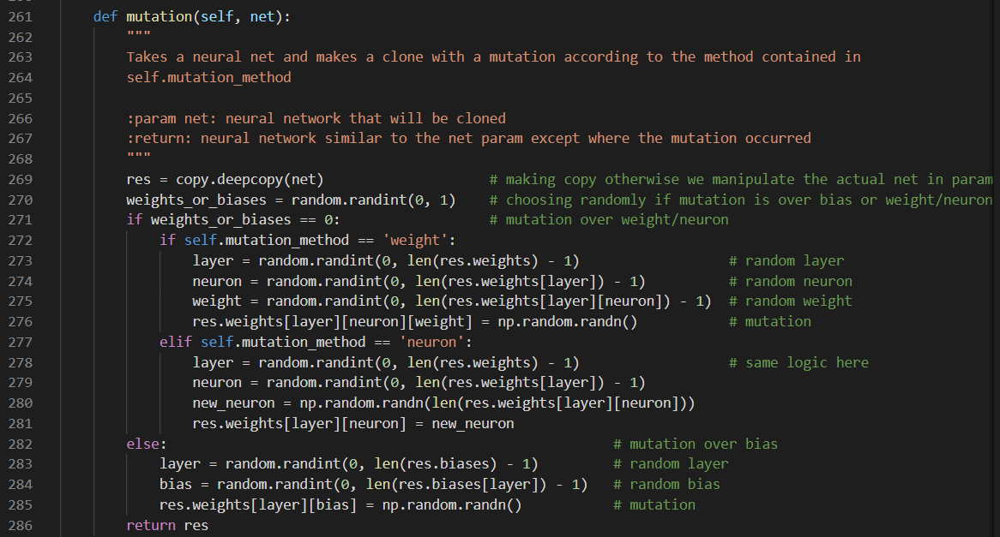 261 def mutation(self, net):
262 """
263 Takes a neural net and makes a clone with a mutation according to the method contained in
264 self.mutation_method
265
266 :param net: neural network that will be cloned
267 :return: neural network similar to the net param except where the mutation occurred
268 """
269 res = copy.deepcopy(net) # making copy otherwise we manipulate the actual net in param
270 weights_or_biases = random.randint(0, 1) # choosing randomly if mutation is over bias or weight/neuron
271 if weights_or_biases == 0: # mutation over weight/neuron
272 if self.mutation_method == 'weight':
273 layer = random.randint(0, len(res.weights) - 1) # random layer
274 neuron = random.randint(0, len(res.weights[layer]) - 1) # random neuron
275 weight = random.randint(0, len(res.weights[layer][neuron]) - 1) # random weight
276 res.weights[layer][neuron][weight] = np.random.randn() # mutation
277 elif self.mutation_method == 'neuron':
278 layer = random.randint(0, len(res.weights) - 1) # same logic here
279 neuron = random.randint(0, len(res.weights[layer]) - 1)
280 new_neuron = np.random.randn(len(res.weights[layer][neuron]))
281 res.weights[layer][neuron] = new_neuron
282 else: # mutation over bias
283 layer = random.randint(0, len(res.biases) - 1) # random layer
284 bias = random.randint(0, len(res.biases[layer]) - 1) # random bias
285 res.weights[layer][bias] = np.random.randn() # mutation
286 return res